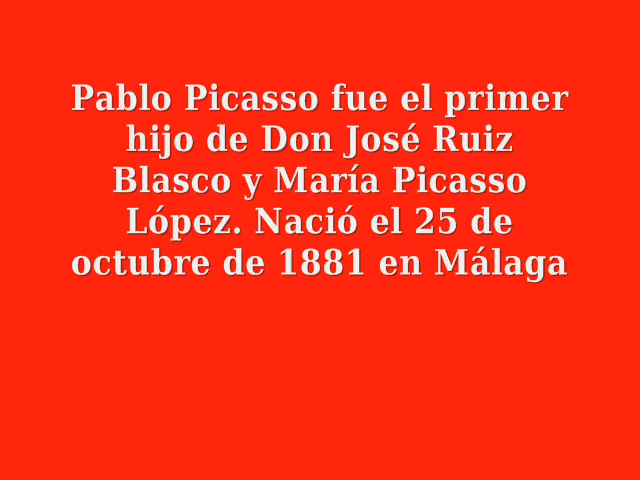 Pablo Picasso fue el primer
hijo de Don José Ruiz
Blasco y María Picasso
López. Nació el 25 de
octubre de 1881 en Málaga